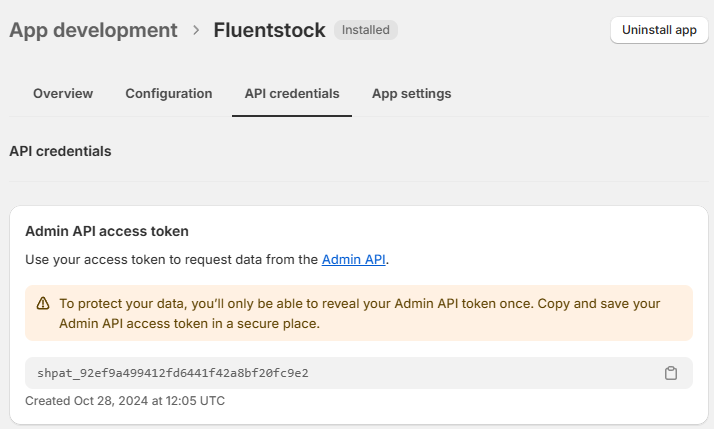 App development > Fluentstock Installed Uninstall app
Overview Configuration API credentials App settings
API credentials
Admin API access token
Use your access token to request data from the Admin API.
To protect your data, you’ll only be able to reveal your Admin API token once. Copy and save your
Admin API access token in a secure place.
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
Created Oct 28, 2024 at 12:05 UTC